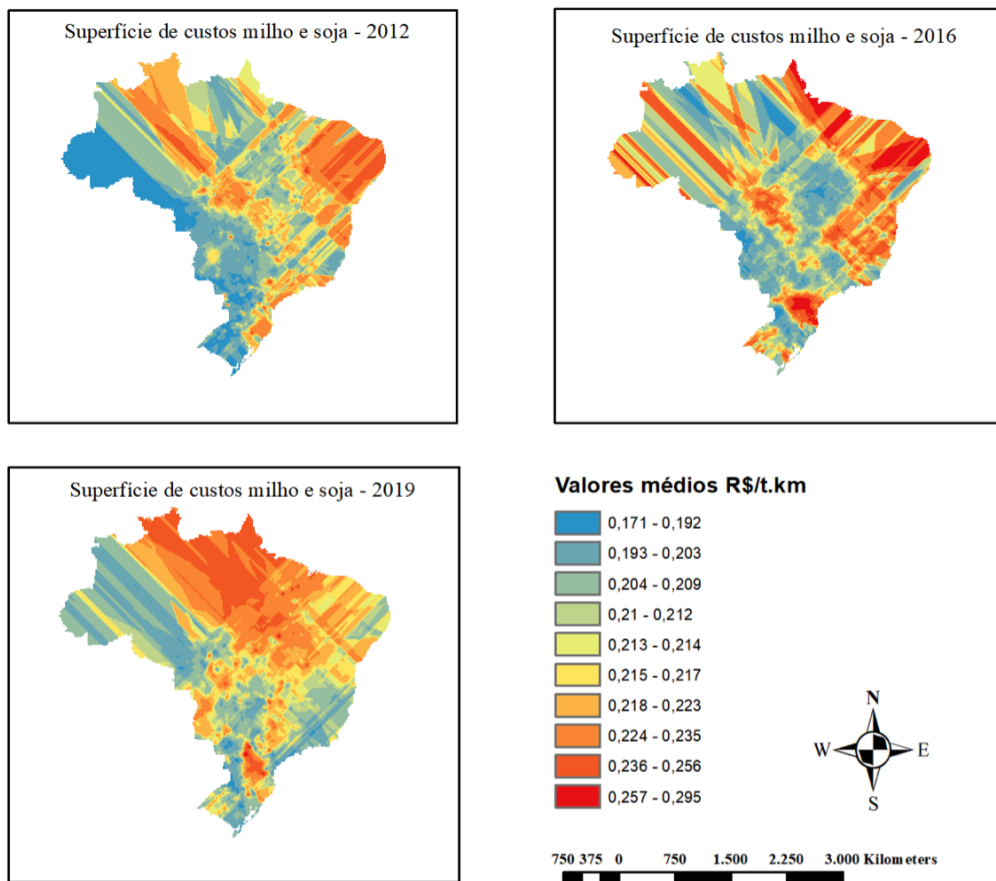 Superfície de custos milho e soja - 2012
Superfície de custos milho e soja - 2016
Superfície de custos milho e soja - 2019
Valores médios R$/t.km
0,171 - 0,192
0,193 - 0,203
0,204 - 0,209
0,21 - 0,212
0,213 - 0,214
0,215 - 0,217
0,218 - 0,223
0,224 - 0,235
0,236 - 0,256
0,257 - 0,295
N
W E
S
750 375 0 750 1.500 2.250 3.000 Kilometers